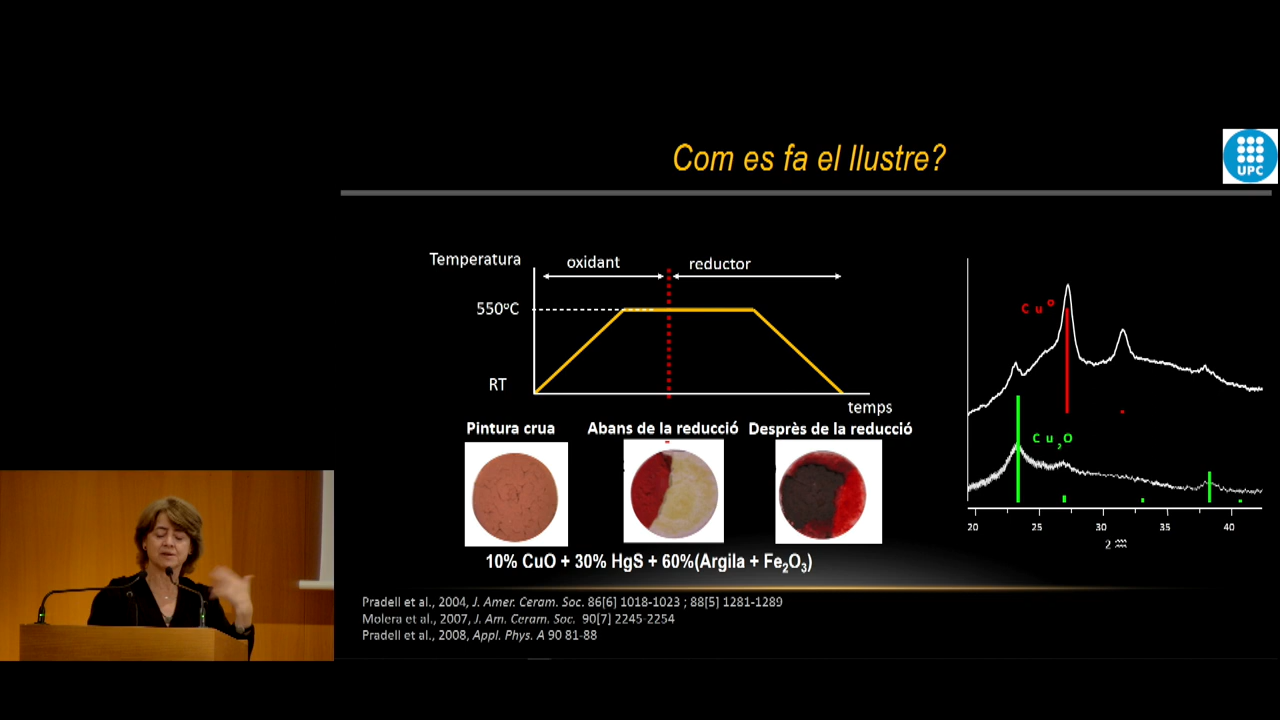 Com es fa el llustre?
UPC
Temperatura
oxidant
reductor
550ºC
RT
temps
Cu⁰
Cu₂O
20 25 30 35 40
Pintura crua
Abans de la reducció
Desprès de la reducció
10% CuO + 30% HgS + 60%(Argila + Fe₂O₃)
Pradell et al., 2004, J. Amer. Ceram. Soc. 86[6] 1018-1023 ; 88[5] 1281-1289
Molera et al., 2007, J. Am. Ceram. Soc. 90[7] 2245-2254
Pradell et al., 2008, Appl. Phys. A 90 81-88